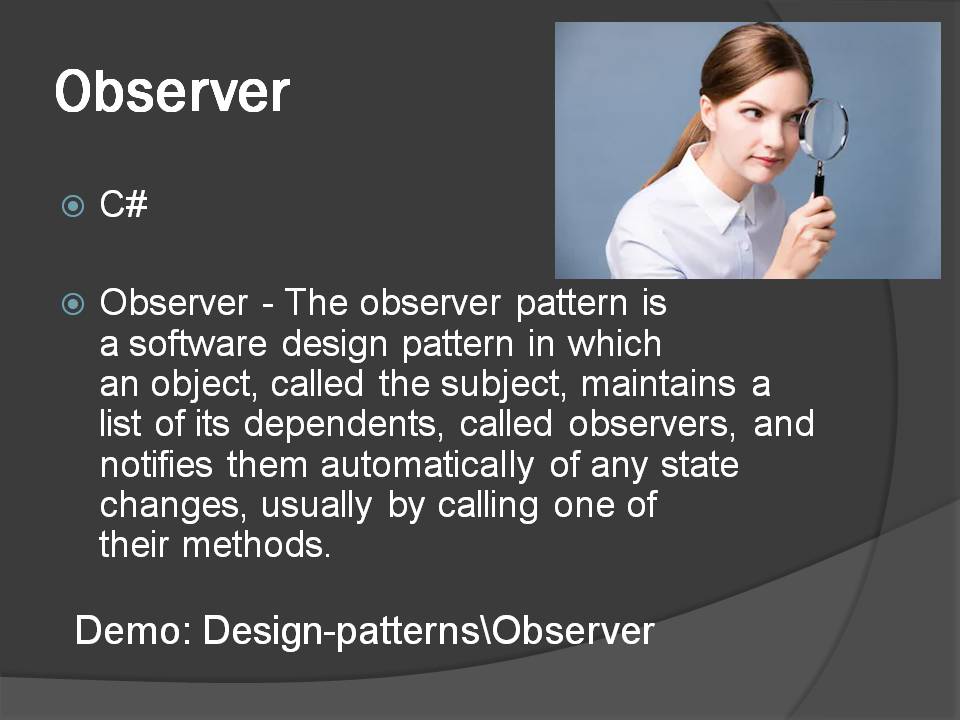 Observer
C#
Observer - The observer pattern is
a software design pattern in which
an object, called the subject, maintains a
list of its dependents, called observers, and
notifies them automatically of any state
changes, usually by calling one of
their methods.
Demo: Design-patterns\Observer